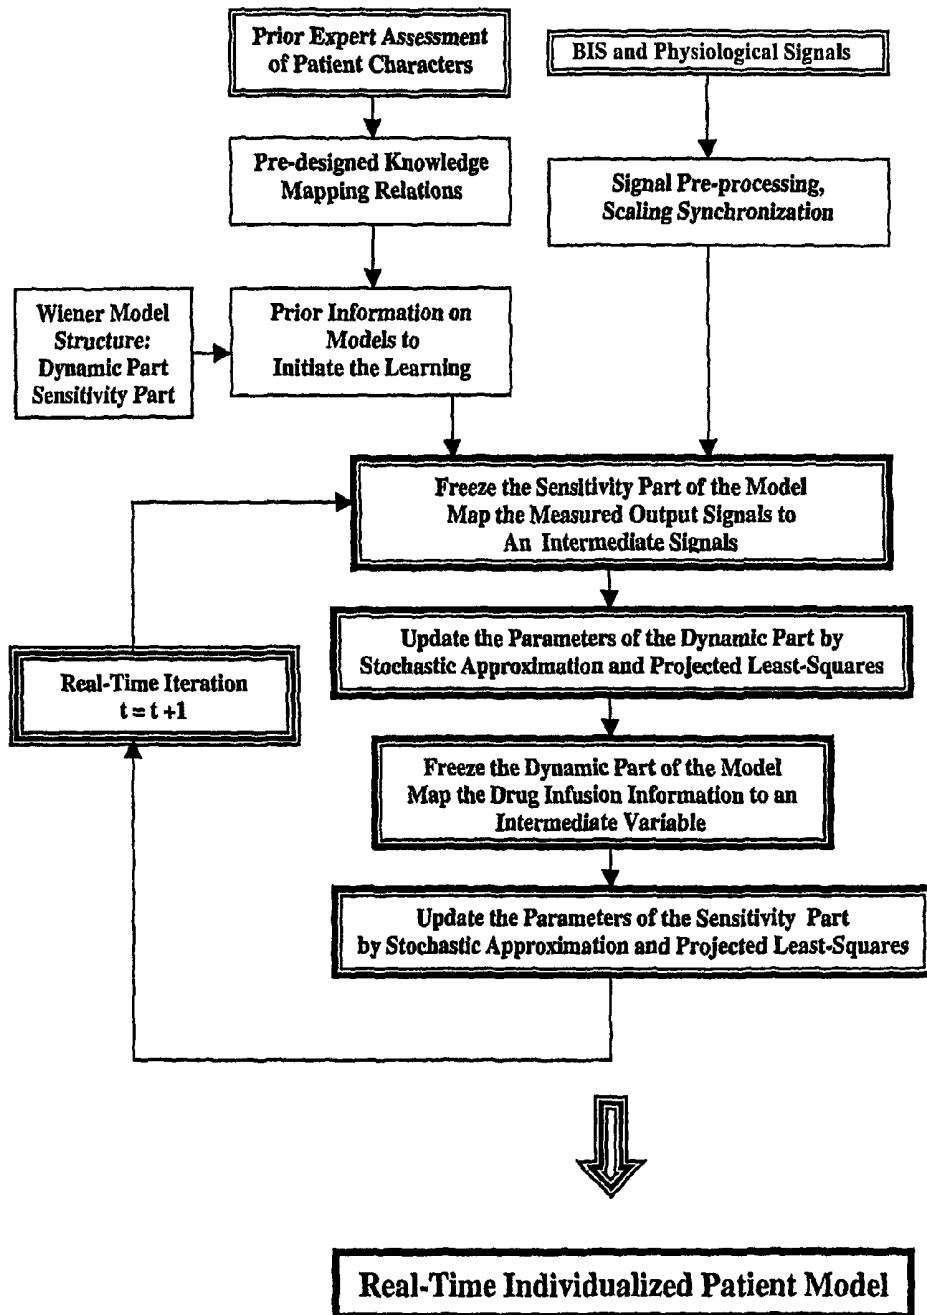 Prior Expert Assessment
of Patient Characters
BIS and Physiological Signals
Pre-designed Knowledge
Mapping Relations
Signal Pre-processing,
Scaling Synchronization
Wiener Model
Structure:
Dynamic Part
Sensitivity Part
Prior Information on
Models to
Initiate the Learning
Freeze the Sensitivity Part of the Model
Map the Measured Output Signals to
An Intermediate Signals
Update the Parameters of the Dynamic Part by
Stochastic Approximation and Projected Least-Squares
Real-Time Iteration
t = t +1
Freeze the Dynamic Part of the Model
Map the Drug Infusion Information to an
Intermediate Variable
Update the Parameters of the Sensitivity Part
by Stochastic Approximation and Projected Least-Squares
Real-Time Individualized Patient Model